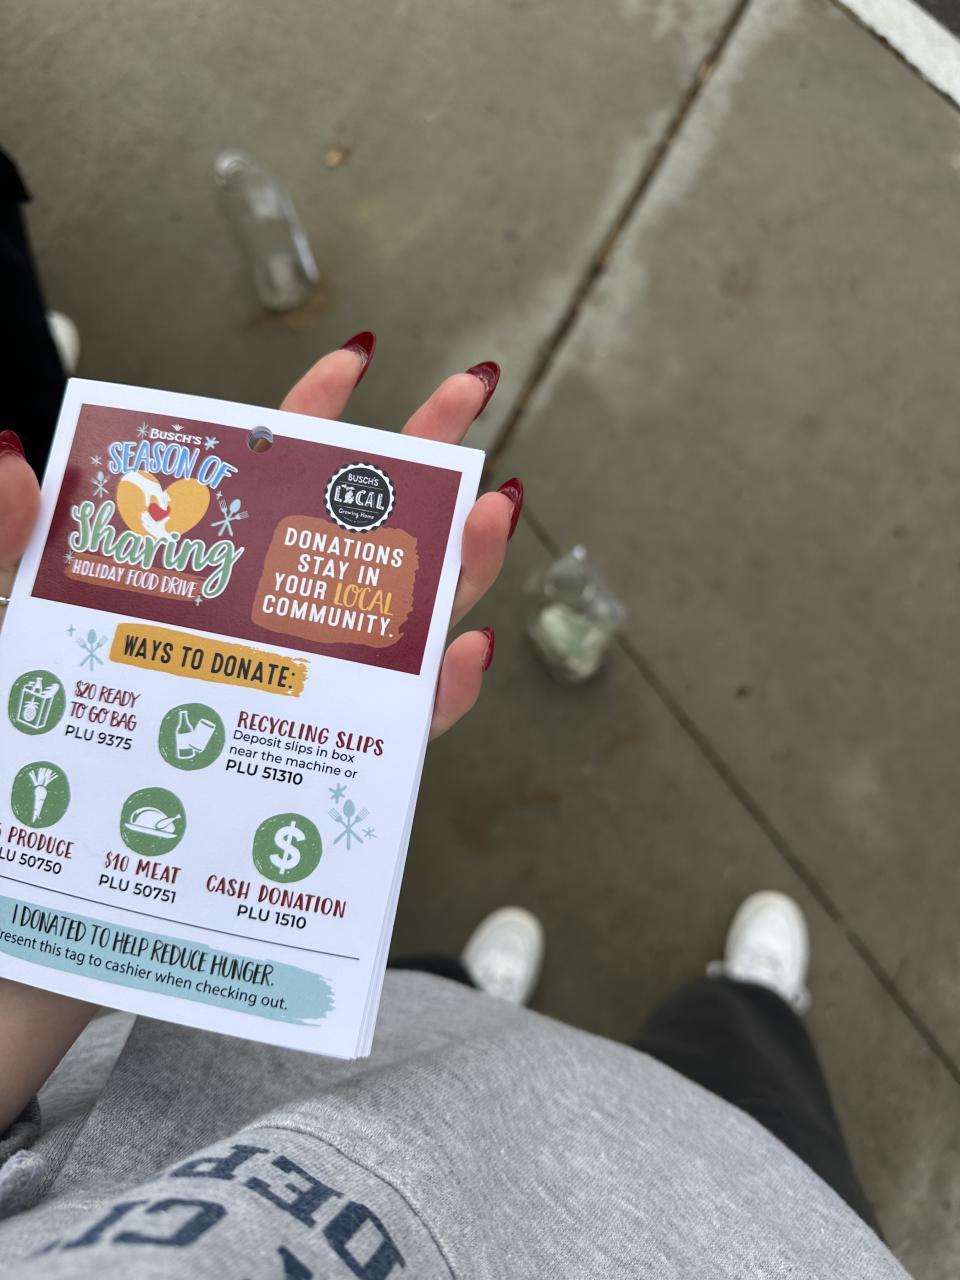 BUSCH'S
SEASON OF
Sharing
HOLIDAY FOOD DRIVE
BUSCH'S
LOCAL
Growing Home
DONATIONS
STAY IN
YOUR LOCAL
COMMUNITY.
WAYS TO DONATE:
$20 READY
TO GO BAG
PLU 9375
RECYCLING SLIPS
Deposit slips in box
near the machine or
PLU 51310
PRODUCE
PLU 50750
$10 MEAT
PLU 50751
CASH DONATION
PLU 1510
I DONATED TO HELP REDUCE HUNGER.
Present this tag to cashier when checking out.